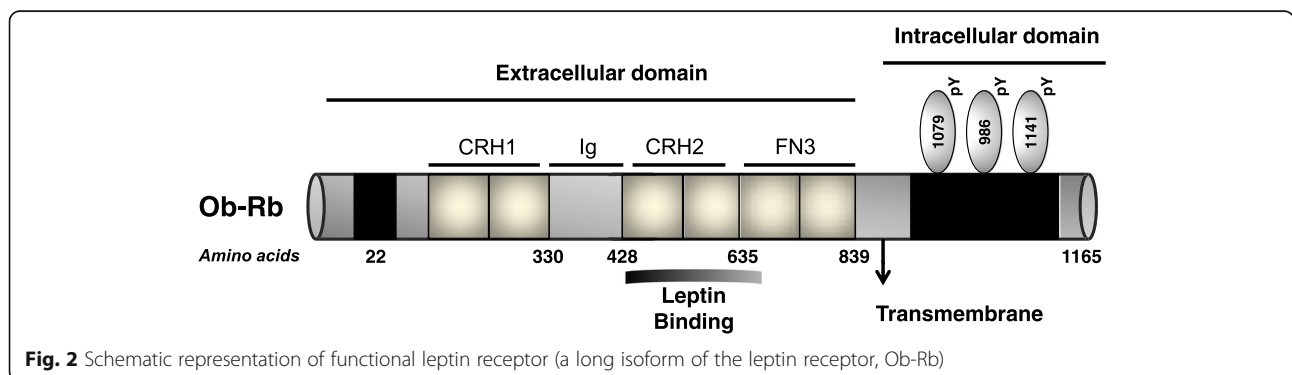 Intracellular domain
Extracellular domain
1079 pY 986 pY 1141 pY
CRH1 Ig CRH2 FN3
Ob-Rb
Amino acids 22 330 428 635 839 1165
Leptin
Binding
Transmembrane
Fig. 2 Schematic representation of functional leptin receptor (a long isoform of the leptin receptor, Ob-Rb)